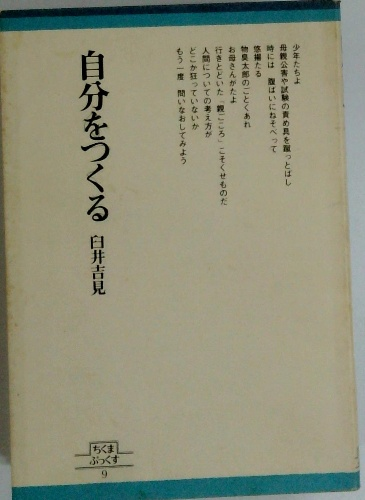 少年たちよ
母親公害や試験の責め具を蹴っとばし
時には 腹ばいにねそべって
悠揚たる
物臭太郎のごとくあれ
お母さんがたよ
行きとどいた「親ごころ」こそくせものだ
人間についての考え方が
どこか狂っていないか
もう一度 問いなおしてみよう
自分をつくる
臼井吉見
ちくま
ぶっくす
9